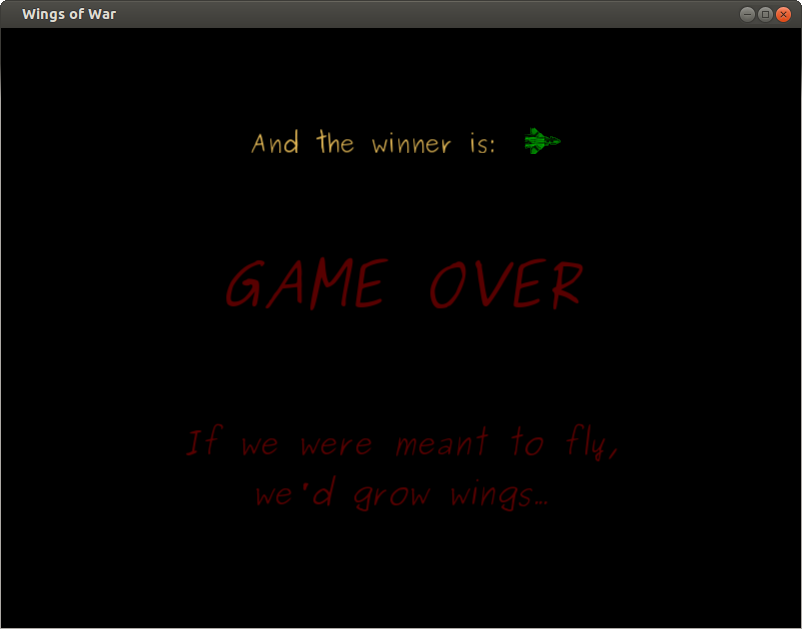 Wings of War
And the winner is:
GAME OVER
If we were meant to fly,
we'd grow wings...